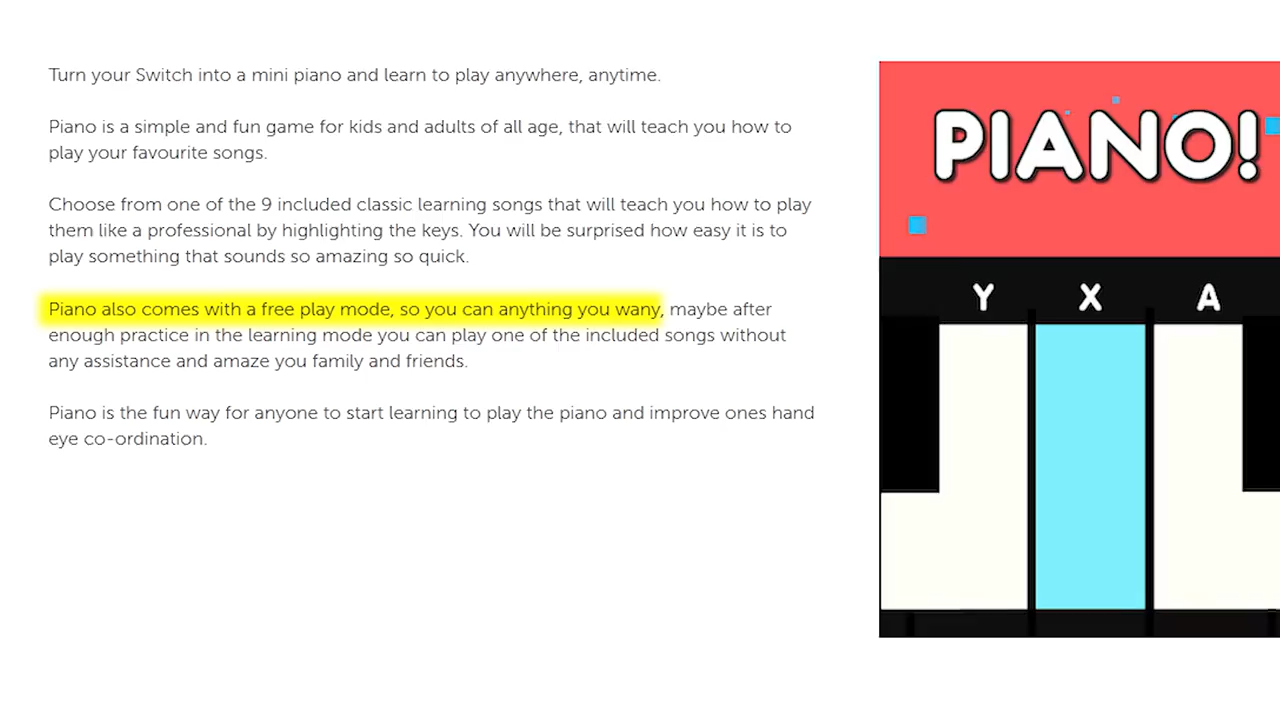 Turn your Switch into a mini piano and learn to play anywhere, anytime.
Piano is a simple and fun game for kids and adults of all age, that will teach you how to
play your favourite songs.
Choose from one of the 9 included classic learning songs that will teach you how to play
them like a professional by highlighting the keys. You will be surprised how easy it is to
play something that sounds so amazing so quick.
Piano also comes with a free play mode, so you can anything you wany, maybe after
enough practice in the learning mode you can play one of the included songs without
any assistance and amaze you family and friends.
Piano is the fun way for anyone to start learning to play the piano and improve ones hand
eye co-ordination.
PIANO!
Y X A